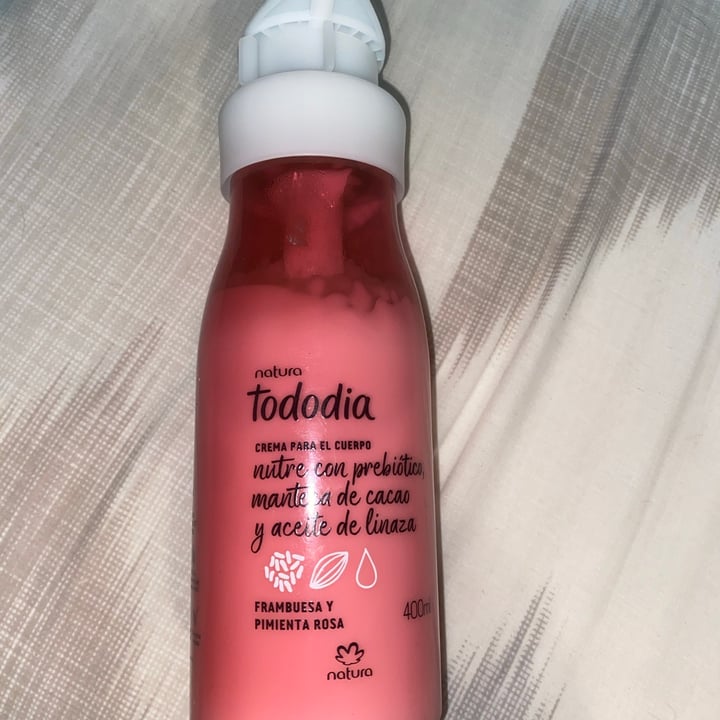 natura
tododia
CREMA PARA EL CUERPO
nutre con prebiótico,
manteca de cacao
y aceite de linaza
FRAMBUESA Y
PIMIENTA ROSA
400ml
natura